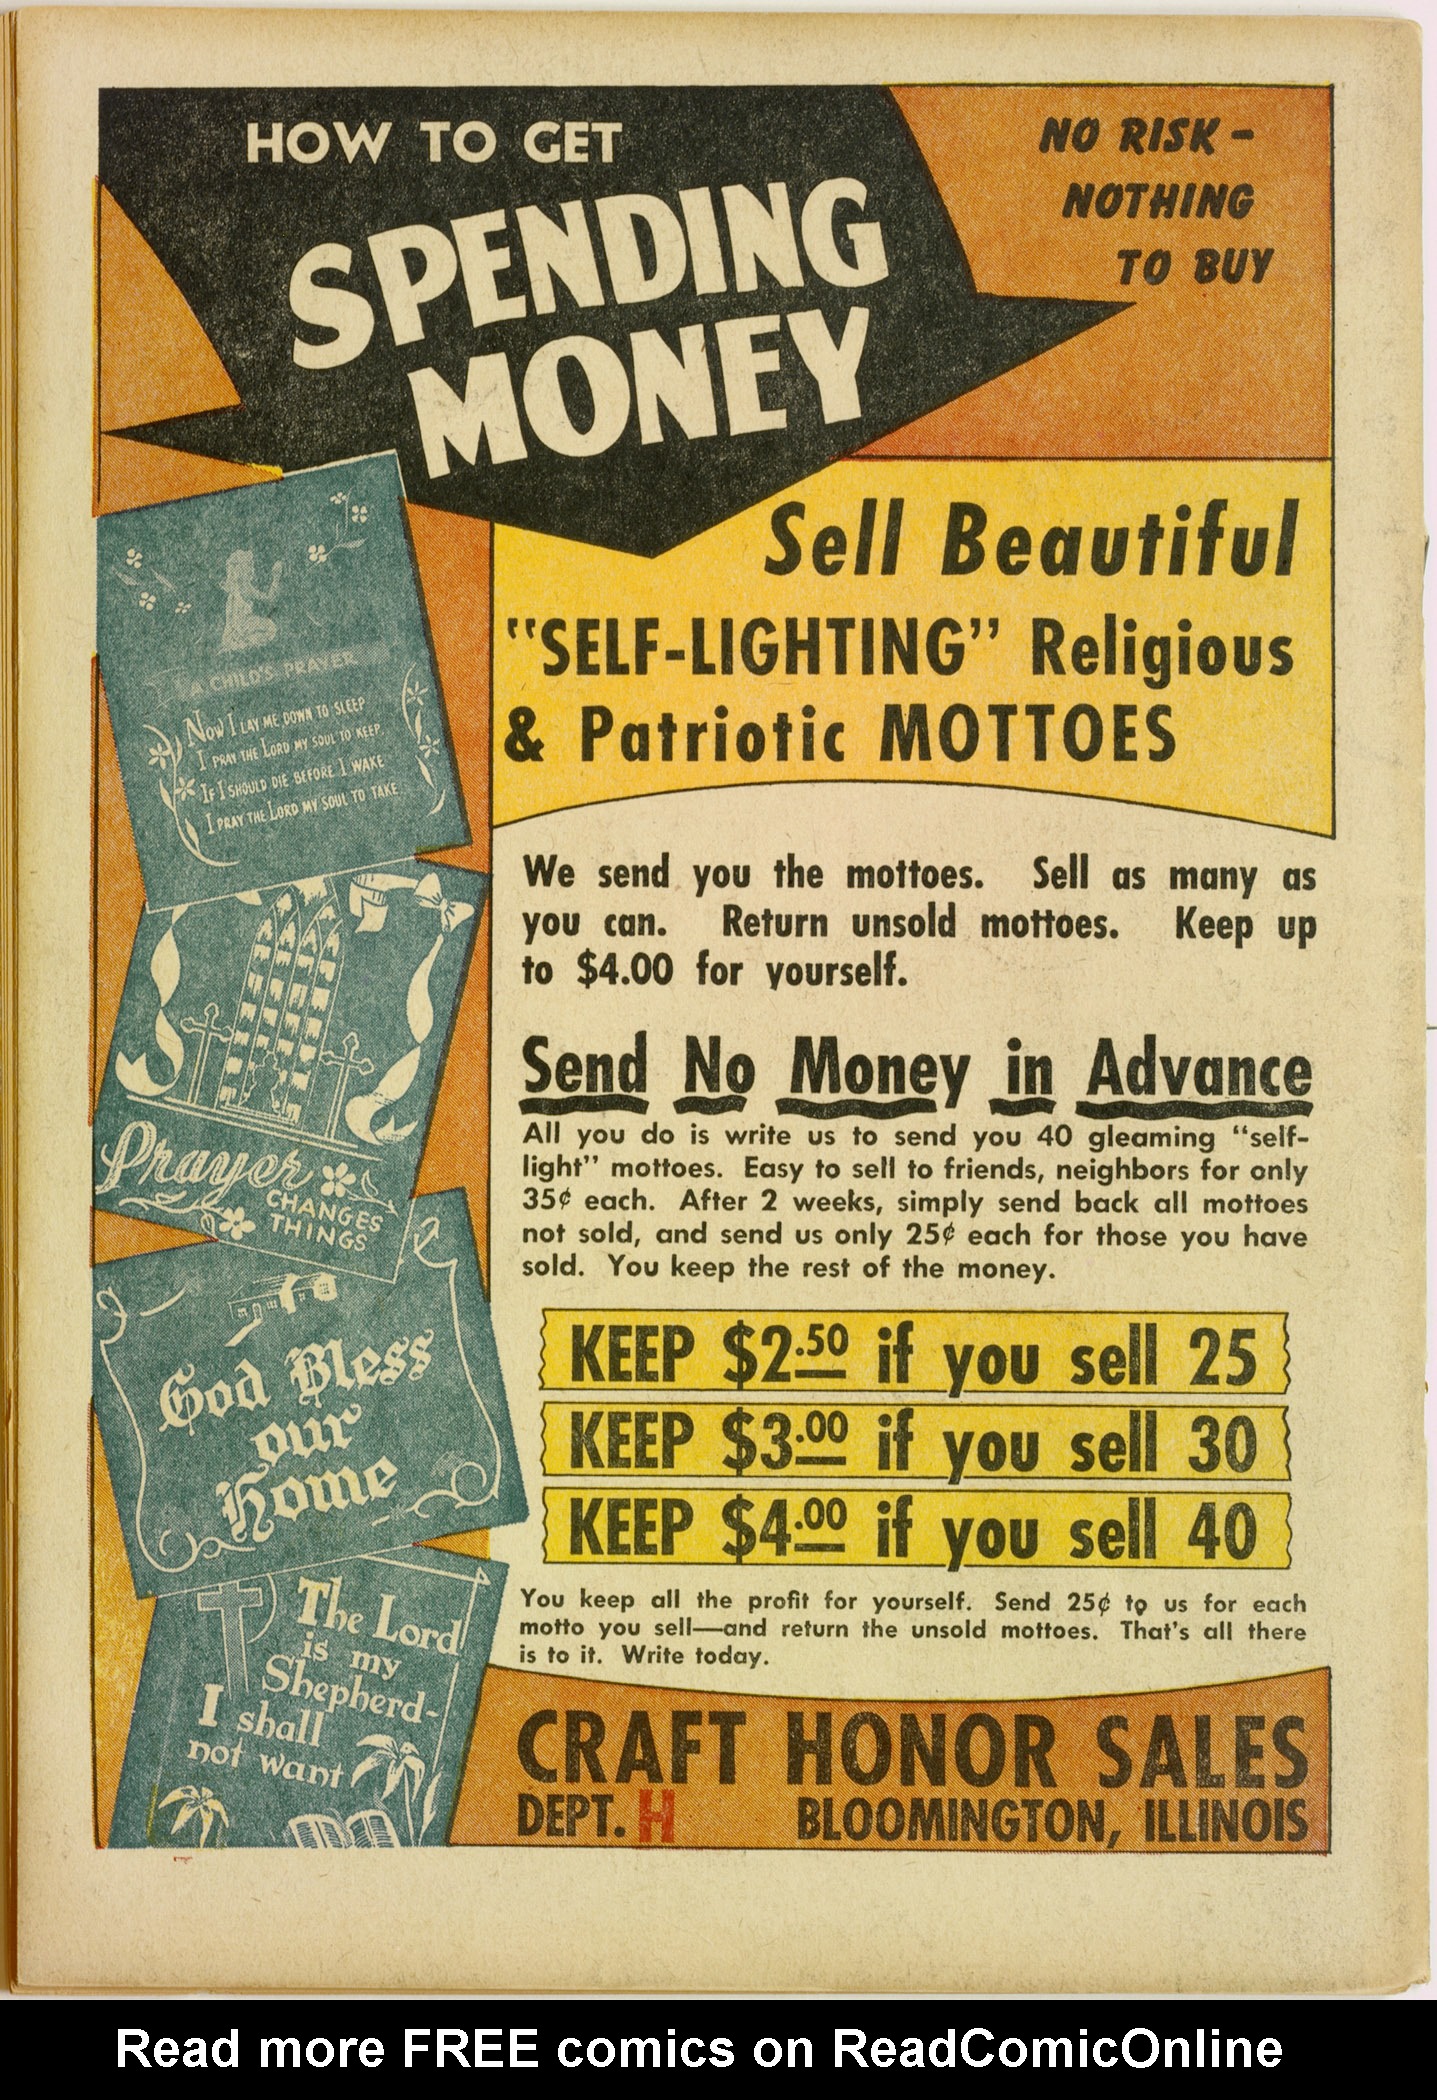 HOW TO GET
SPENDING
MONEY
NO RISK -
NOTHING
TO BUY
Sell Beautiful
"SELF-LIGHTING" Religious
& Patriotic MOTTOES
A CHILD'S PRAYER
Now I LAY ME DOWN TO SLEEP
I PRAY THE LORD MY SOUL TO KEEP
IF I SHOULD DIE BEFORE I WAKE
I PRAY THE LORD MY SOUL TO TAKE
Prayer
CHANGES
THINGS
God Bless
our
Home
The Lord
is my
Shepherd-
I shall
not want
We send you the mottoes. Sell as many as
you can. Return unsold mottoes. Keep up
to $4.00 for yourself.
Send No Money in Advance
All you do is write us to send you 40 gleaming "self-
light" mottoes. Easy to sell to friends, neighbors for only
35¢ each. After 2 weeks, simply send back all mottoes
not sold, and send us only 25¢ each for those you have
sold. You keep the rest of the money.
KEEP $2.50 if you sell 25
KEEP $3.00 if you sell 30
KEEP $4.00 if you sell 40
You keep all the profit for yourself. Send 25¢ to us for each
motto you sell—and return the unsold mottoes. That's all there
is to it. Write today.
CRAFT HONOR SALES
DEPT. H BLOOMINGTON, ILLINOIS
Read more FREE comics on ReadComicOnline